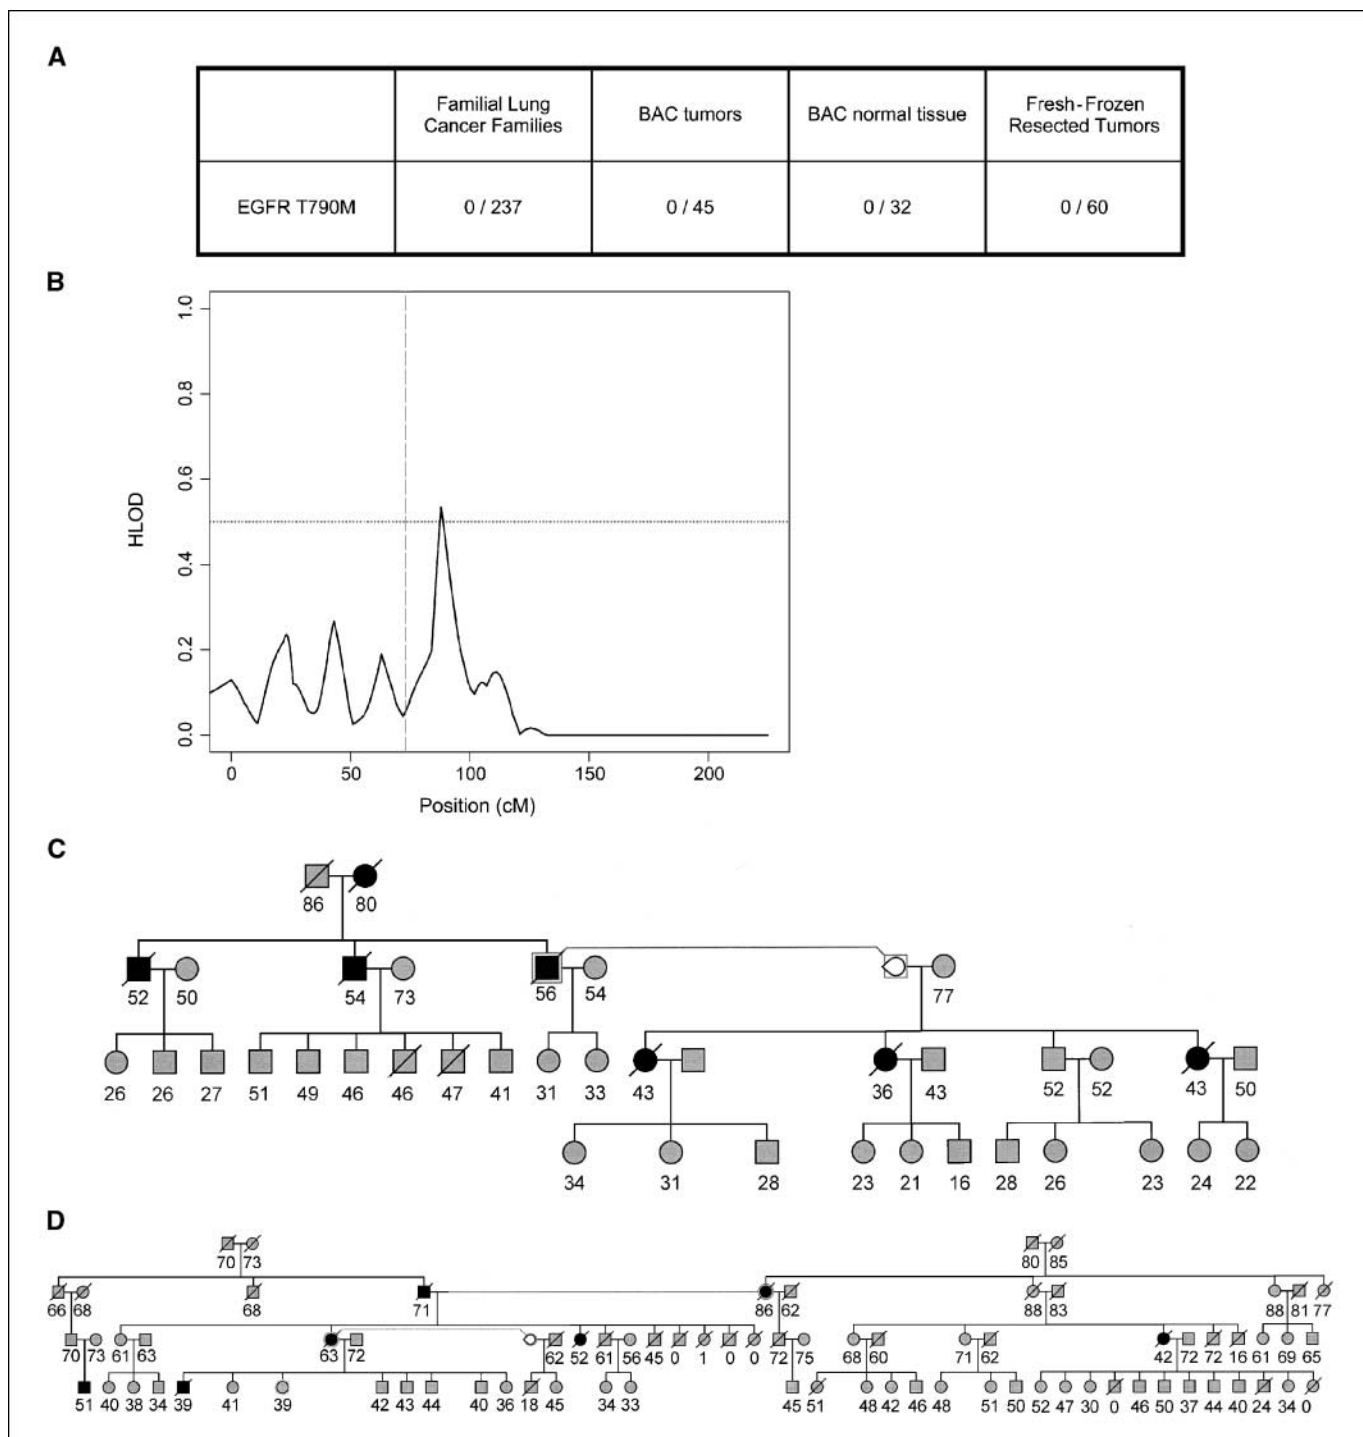 A
Familial Lung Cancer Families
BAC tumors
BAC normal tissue
Fresh-Frozen Resected Tumors
EGFR T790M
0 / 237
0 / 45
0 / 32
0 / 60
B
1.0
0.8
0.6
0.4
0.2
0.0
HLOD
0 50 100 150 200
Position (cM)
C
86 80
52 50 54 73 56 54 77
26 26 27 51 49 46 46 47 41 31 33 43 36 43 52 52 43 50
34 31 28 23 21 16 28 26 23 24 22
D
70 73 80 85
66 68 68 71 86 62 88 83 88 81 77
70 73 61 63 63 72 62 52 61 56 45 0 1 0 0 72 75 68 60 71 62 42 72 72 16 61 69 65
51 40 38 34 39 41 39 42 43 44 40 36 18 45 34 33 45 51 48 42 46 48 51 50 52 47 30 0 46 50 37 44 40 24 34 0